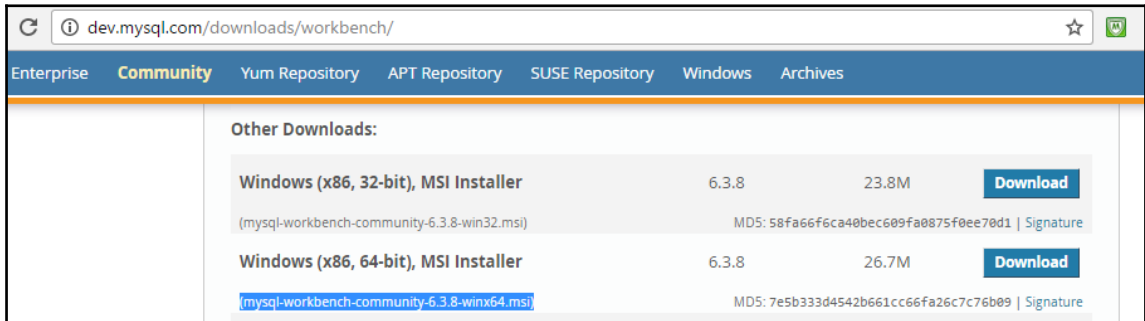 dev.mysql.com/downloads/workbench/
Enterprise Community Yum Repository APT Repository SUSE Repository Windows Archives
Other Downloads:
Windows (x86, 32-bit), MSI Installer 6.3.8 23.8M Download
(mysql-workbench-community-6.3.8-win32.msi) MD5: 58fa66f6ca40bec609fa0875f0ee70d1 | Signature
Windows (x86, 64-bit), MSI Installer 6.3.8 26.7M Download
(mysql-workbench-community-6.3.8-winx64.msi) MD5: 7e5b333d4542b661cc66fa26c7c76b09 | Signature